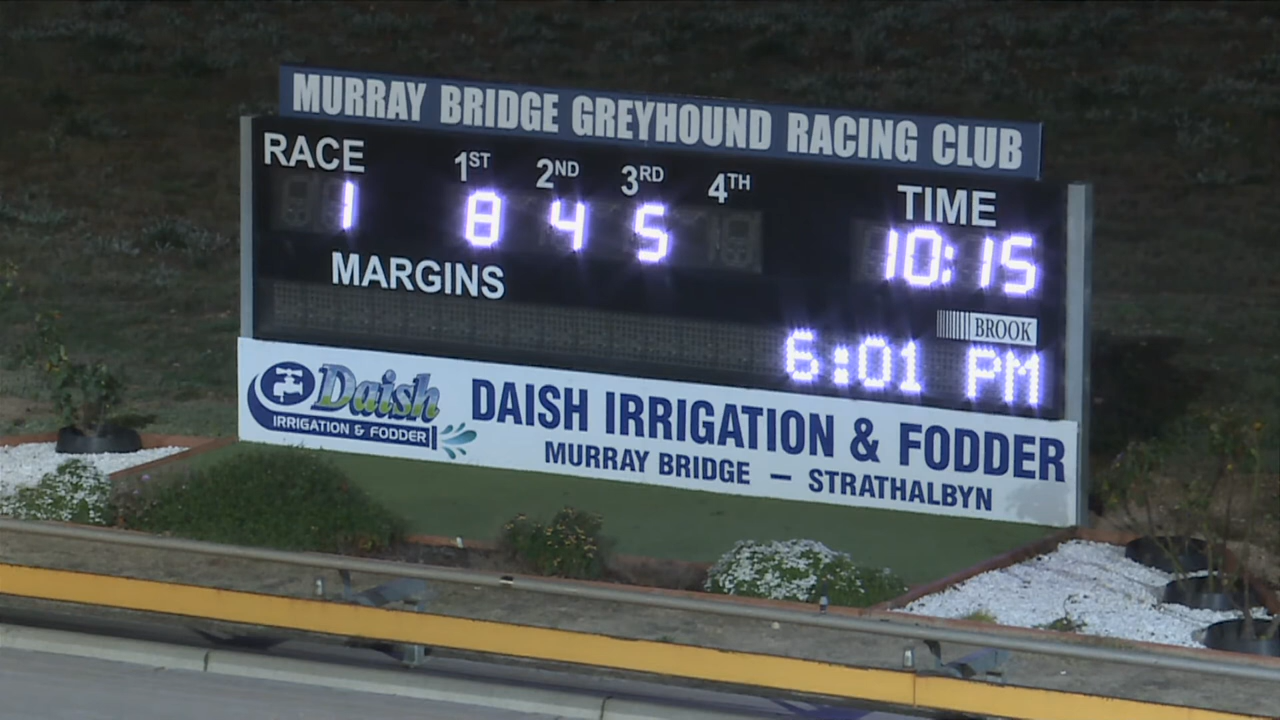 MURRAY BRIDGE GREYHOUND RACING CLUB
RACE 1ST 2ND 3RD 4TH TIME
1 8 4 5 10:15
MARGINS
BROOK
6:01 PM
Daish
IRRIGATION & FODDER
DAISH IRRIGATION & FODDER
MURRAY BRIDGE – STRATHALBYN